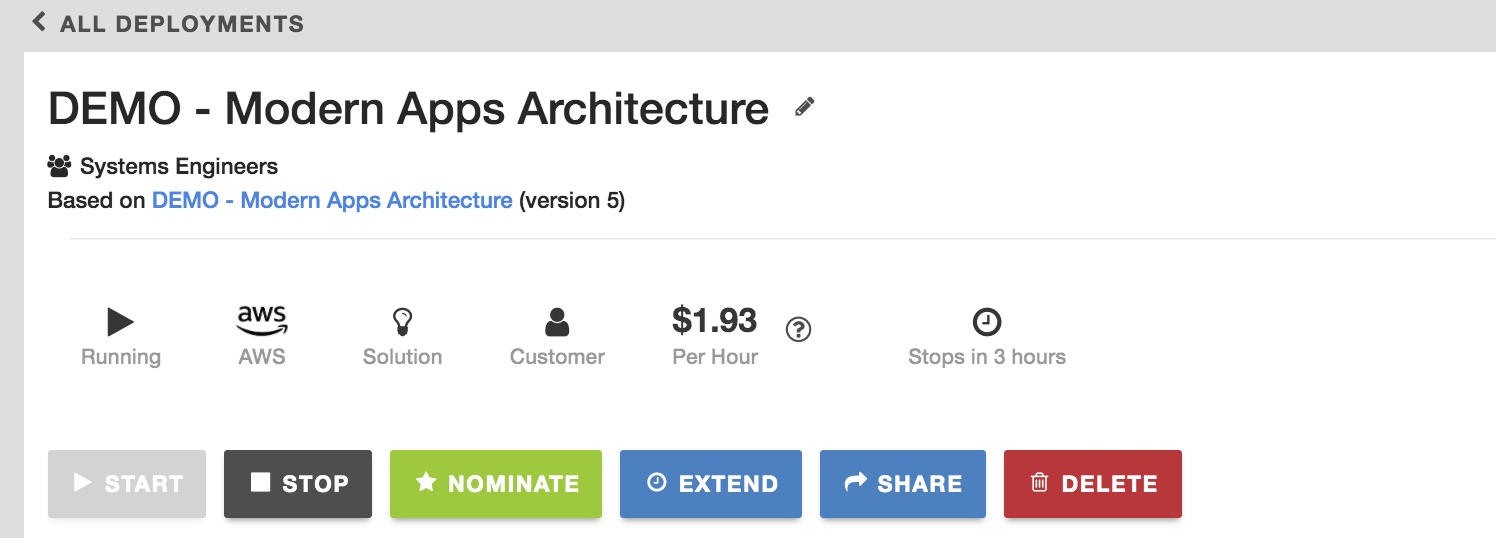 ALL DEPLOYMENTS
DEMO - Modern Apps Architecture
Systems Engineers
Based on DEMO - Modern Apps Architecture (version 5)
aws $1.93
Running AWS Solution Customer Per Hour Stops in 3 hours
START STOP NOMINATE EXTEND SHARE DELETE